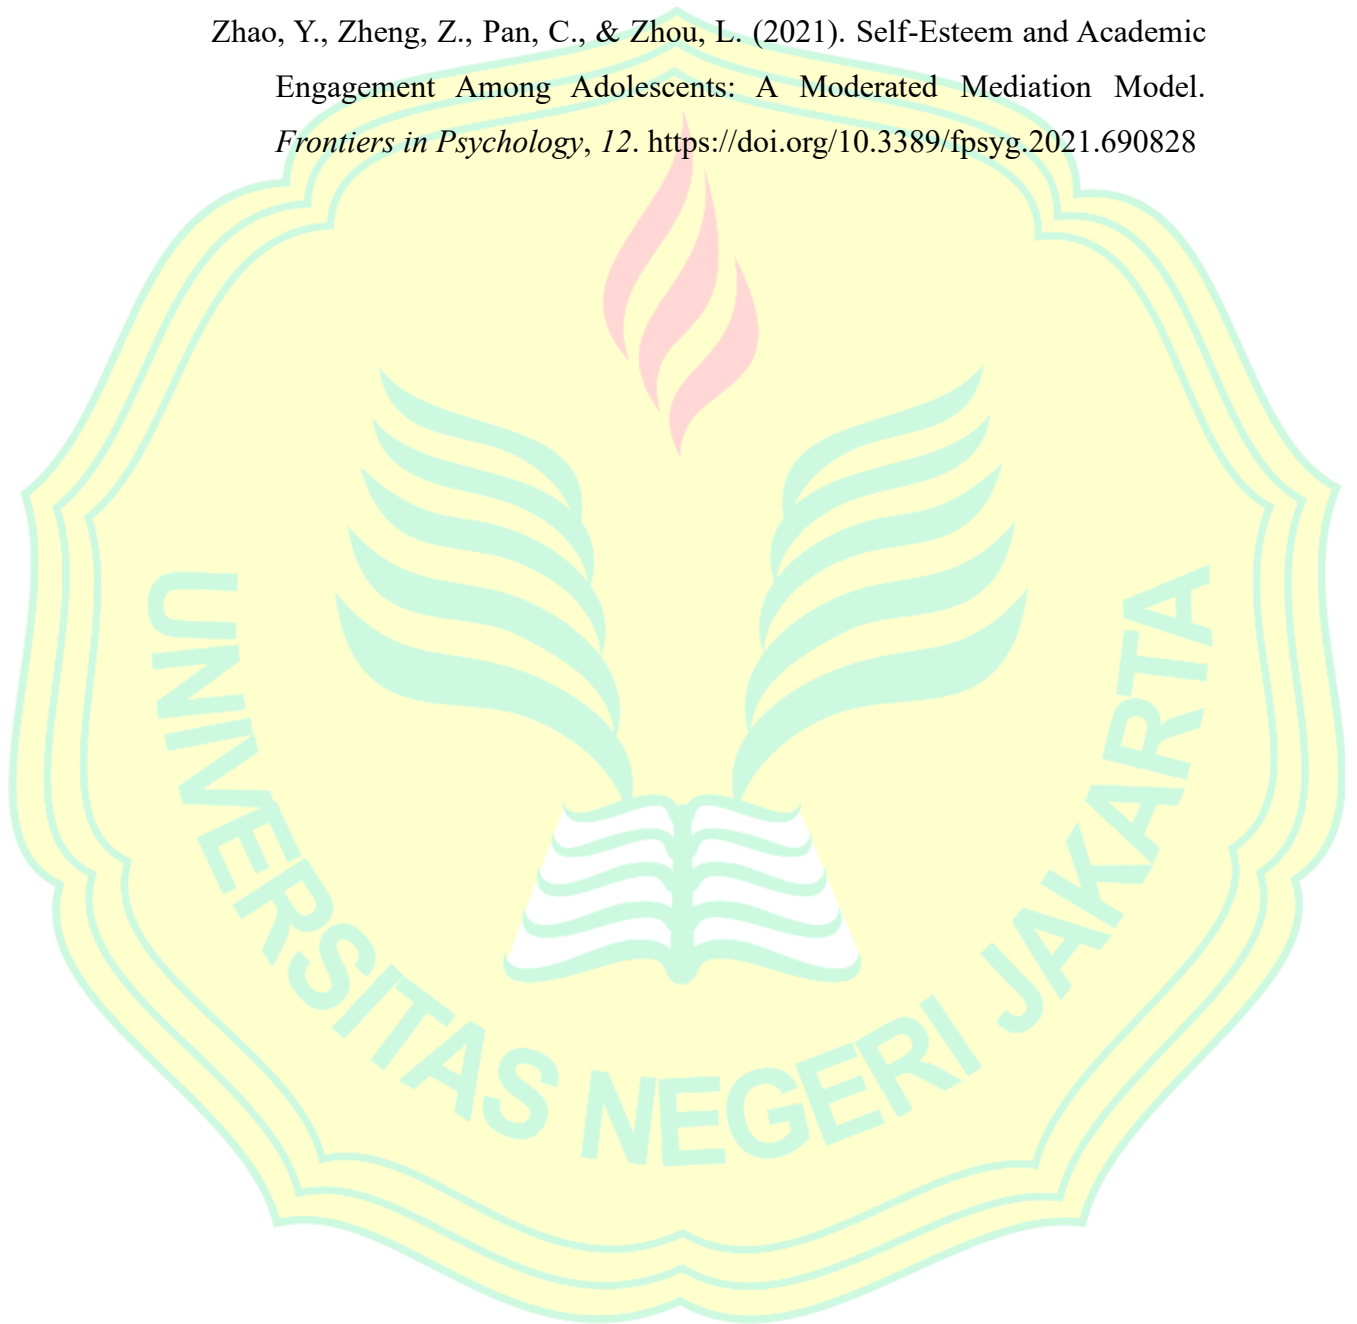 Zhao, Y., Zheng, Z., Pan, C., & Zhou, L. (2021). Self-Esteem and Academic
Engagement Among Adolescents: A Moderated Mediation Model.
Frontiers in Psychology, 12. https://doi.org/10.3389/fpsyg.2021.690828
UNIVERSITAS NEGERI JAKARTA